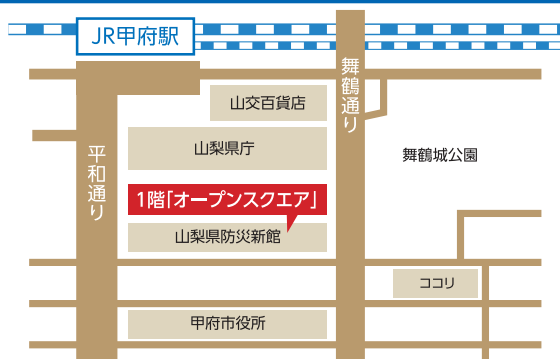 JR甲府駅
舞鶴通り
山交百貨店
山梨県庁
舞鶴城公園
平和通り
1階「オープンスクエア」
山梨県防災新館
ココリ
甲府市役所